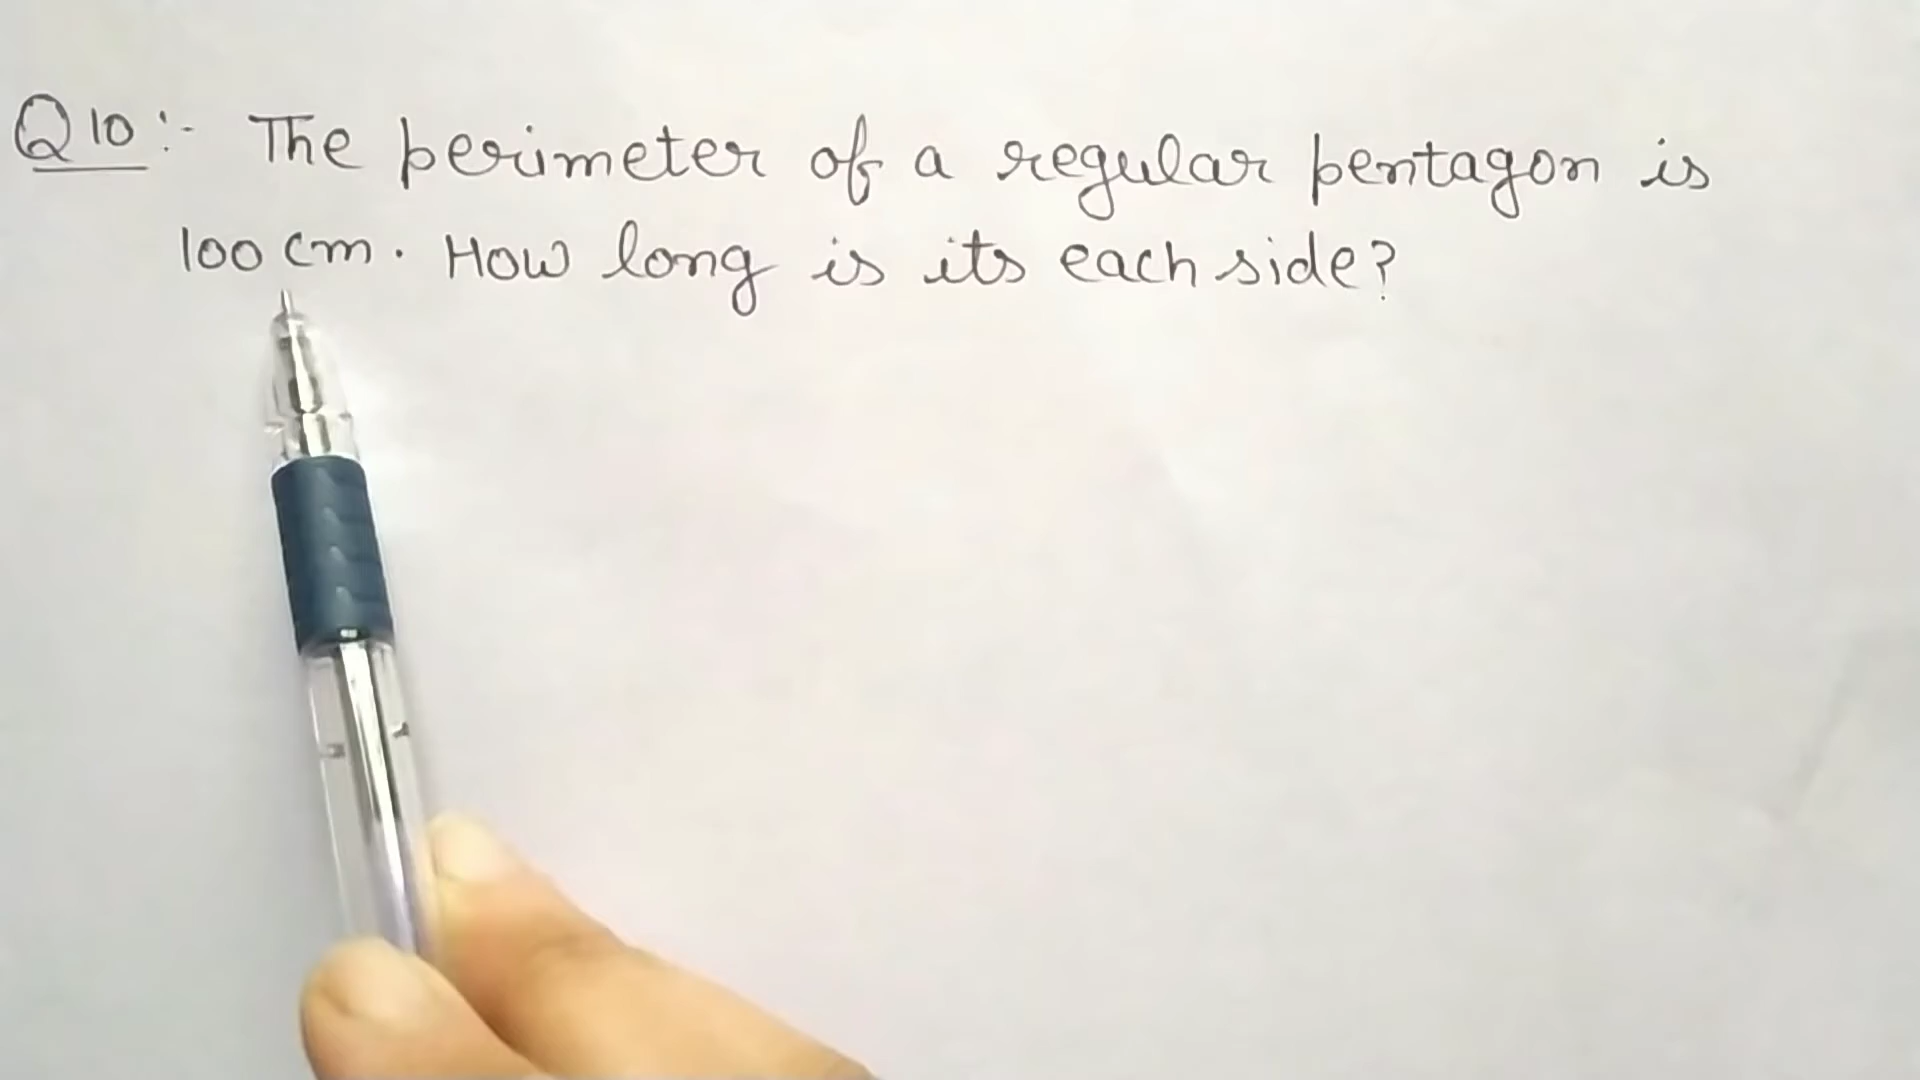 Q10:- The perimeter of a regular pentagon is
100 cm. How long is its each side?